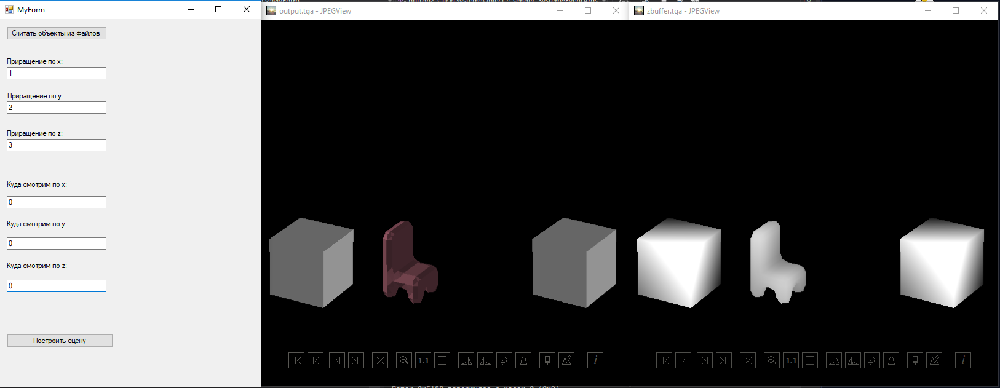 MyForm
Считать объекты из файлов
Приращение по x:
1
Приращение по y:
2
Приращение по z:
3
Куда смотрим по x:
0
Куда смотрим по y:
0
Куда смотрим по z:
0
Построить сцену
output.tga - JPEGView
1:1
i
zbuffer.tga - JPEGView
1:1
i